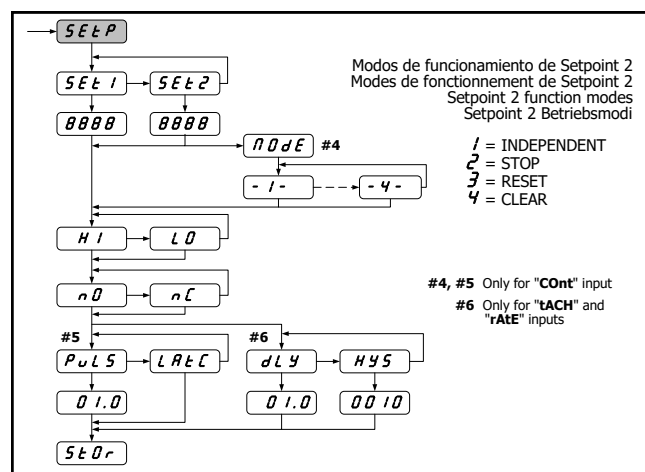 SEtP
SEt1 SEt2
8888 8888
Modos de funcionamiento de Setpoint 2
Modes de fonctionnement de Setpoint 2
Setpoint 2 function modes
Setpoint 2 Betriebsmodi
nOdE #4
1 = INDEPENDENT
2 = STOP
3 = RESET
4 = CLEAR
-1- -4-
HI LO
nO nC
#4, #5 Only for "COnt" input
#6 Only for "tACH" and
"rAtE" inputs
#5 #6
PuLS LAtC dLY HYS
01.0 01.0 0010
StOr